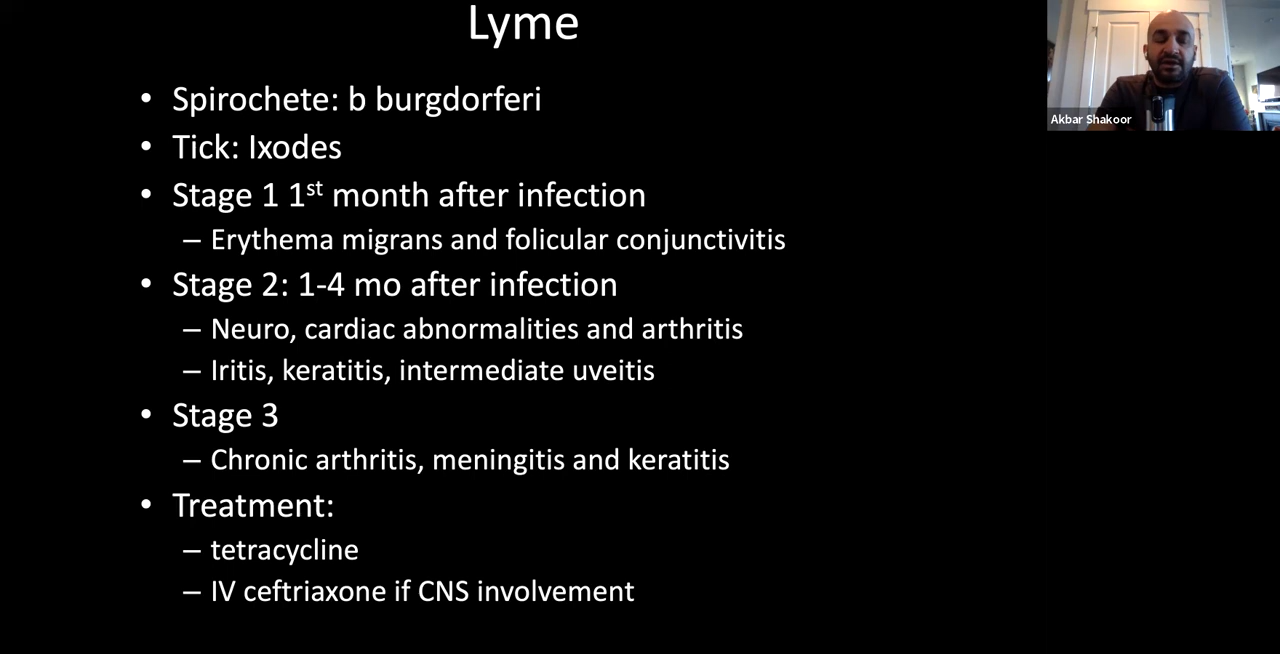 Lyme
Akbar Shakoor
• Spirochete: b burgdorferi
• Tick: Ixodes
• Stage 1 1st month after infection
– Erythema migrans and folicular conjunctivitis
• Stage 2: 1-4 mo after infection
– Neuro, cardiac abnormalities and arthritis
– Iritis, keratitis, intermediate uveitis
• Stage 3
– Chronic arthritis, meningitis and keratitis
• Treatment:
– tetracycline
– IV ceftriaxone if CNS involvement